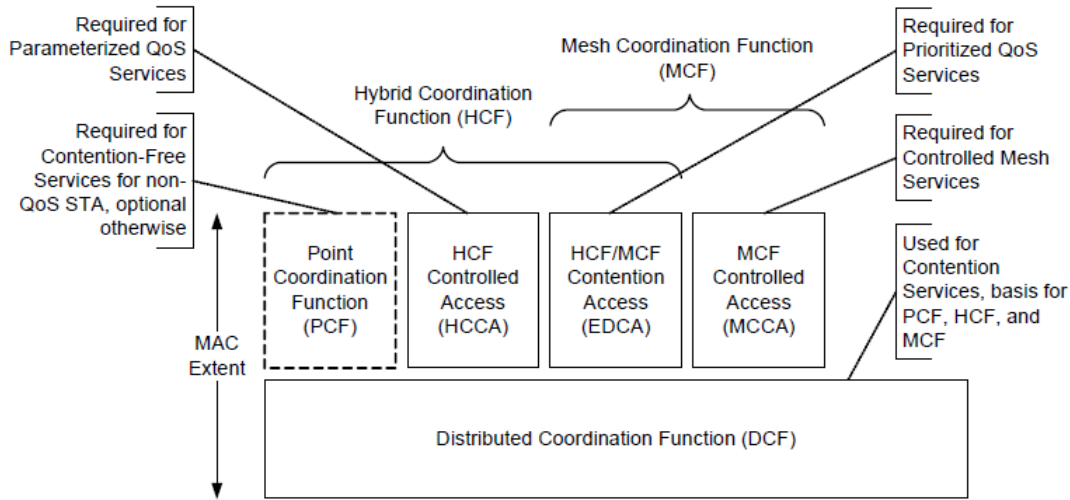 Required for
Parameterized QoS
Services
Mesh Coordination Function
(MCF)
Required for
Prioritized QoS
Services
Hybrid Coordination
Function (HCF)
Required for
Contention-Free
Services for non-
QoS STA, optional
otherwise
Required for
Controlled Mesh
Services
Point
Coordination
Function
(PCF)
HCF
Controlled
Access
(HCCA)
HCF/MCF
Contention
Access
(EDCA)
MCF
Controlled
Access
(MCCA)
Used for
Contention
Services, basis for
PCF, HCF, and
MCF
MAC
Extent
Distributed Coordination Function (DCF)